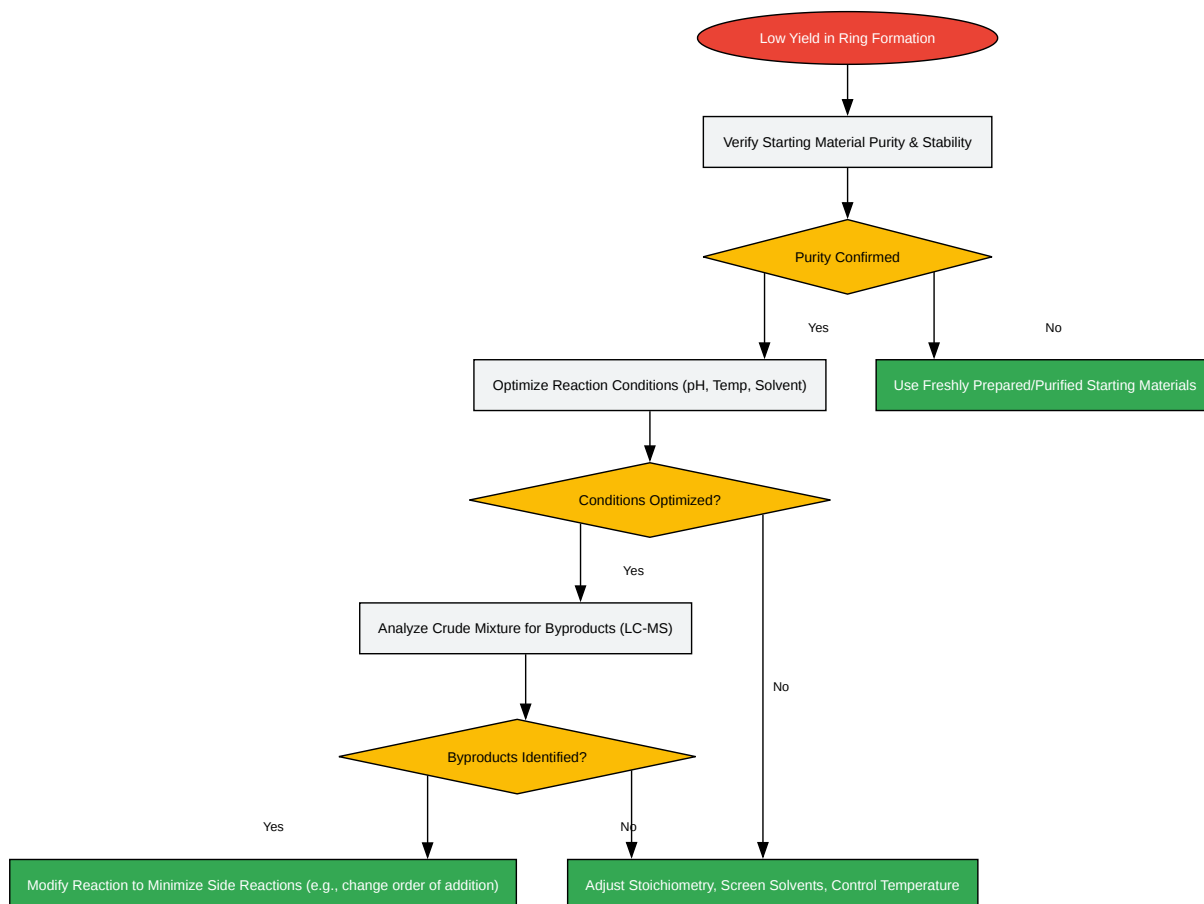 Low Yield in Ring Formation
Verify Starting Material Purity & Stability
Purity Confirmed
Yes
No
Optimize Reaction Conditions (pH, Temp, Solvent)
Use Freshly Prepared/Purified Starting Materials
Conditions Optimized?
Yes
Analyze Crude Mixture for Byproducts (LC-MS)
No
Byproducts Identified?
Yes
No
Modify Reaction to Minimize Side Reactions (e.g., change order of addition)
Adjust Stoichiometry, Screen Solvents, Control Temperature